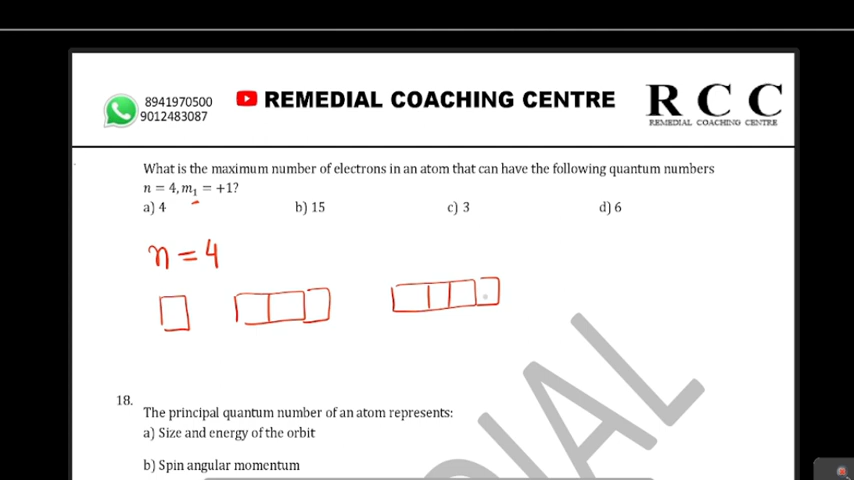 8941970500
9012483087
REMEDIAL COACHING CENTRE
RCC
REMEDIAL COACHING CENTRE
What is the maximum number of electrons in an atom that can have the following quantum numbers
n = 4, m₁ = +1?
a) 4 b) 15 c) 3 d) 6
n = 4
18.
The principal quantum number of an atom represents:
a) Size and energy of the orbit
b) Spin angular momentum